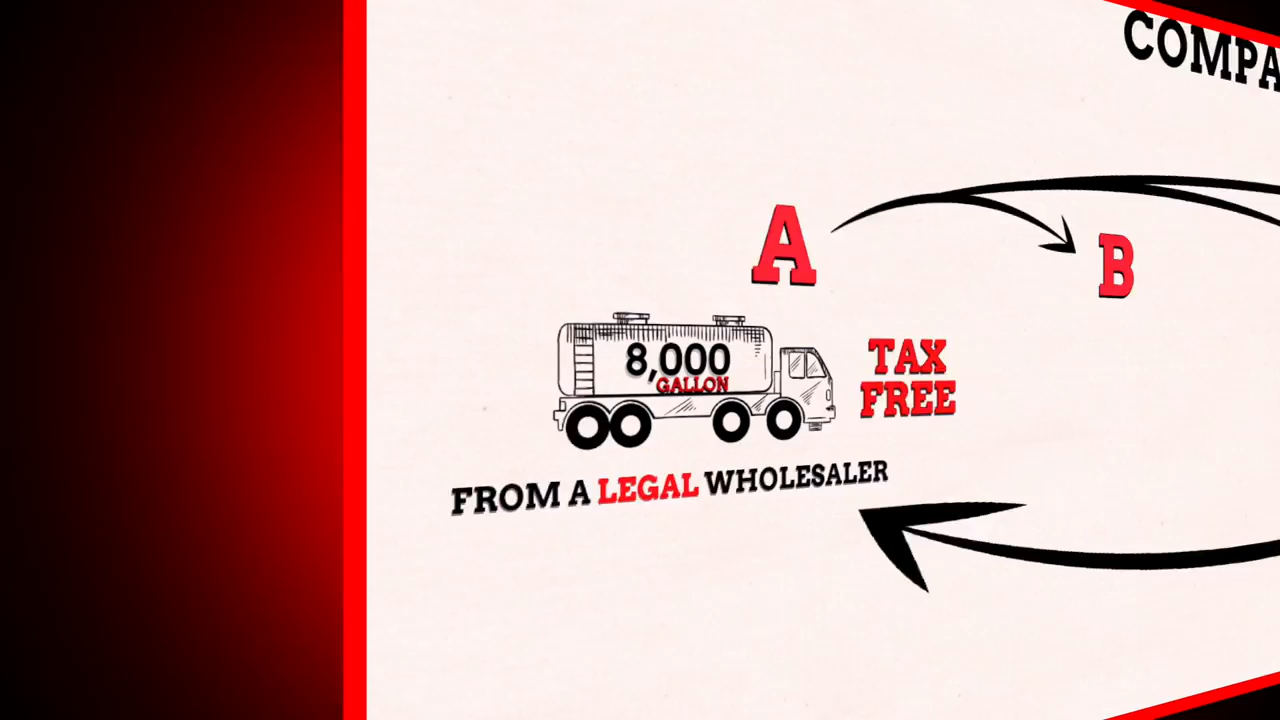 COMPA
A
B
8,000
GALLON
TAX
FREE
FROM A LEGAL WHOLESALER